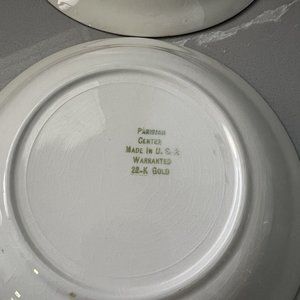 PARISIAN
CENTER
MADE IN U. S. A
WARRANTED
22-K GOLD